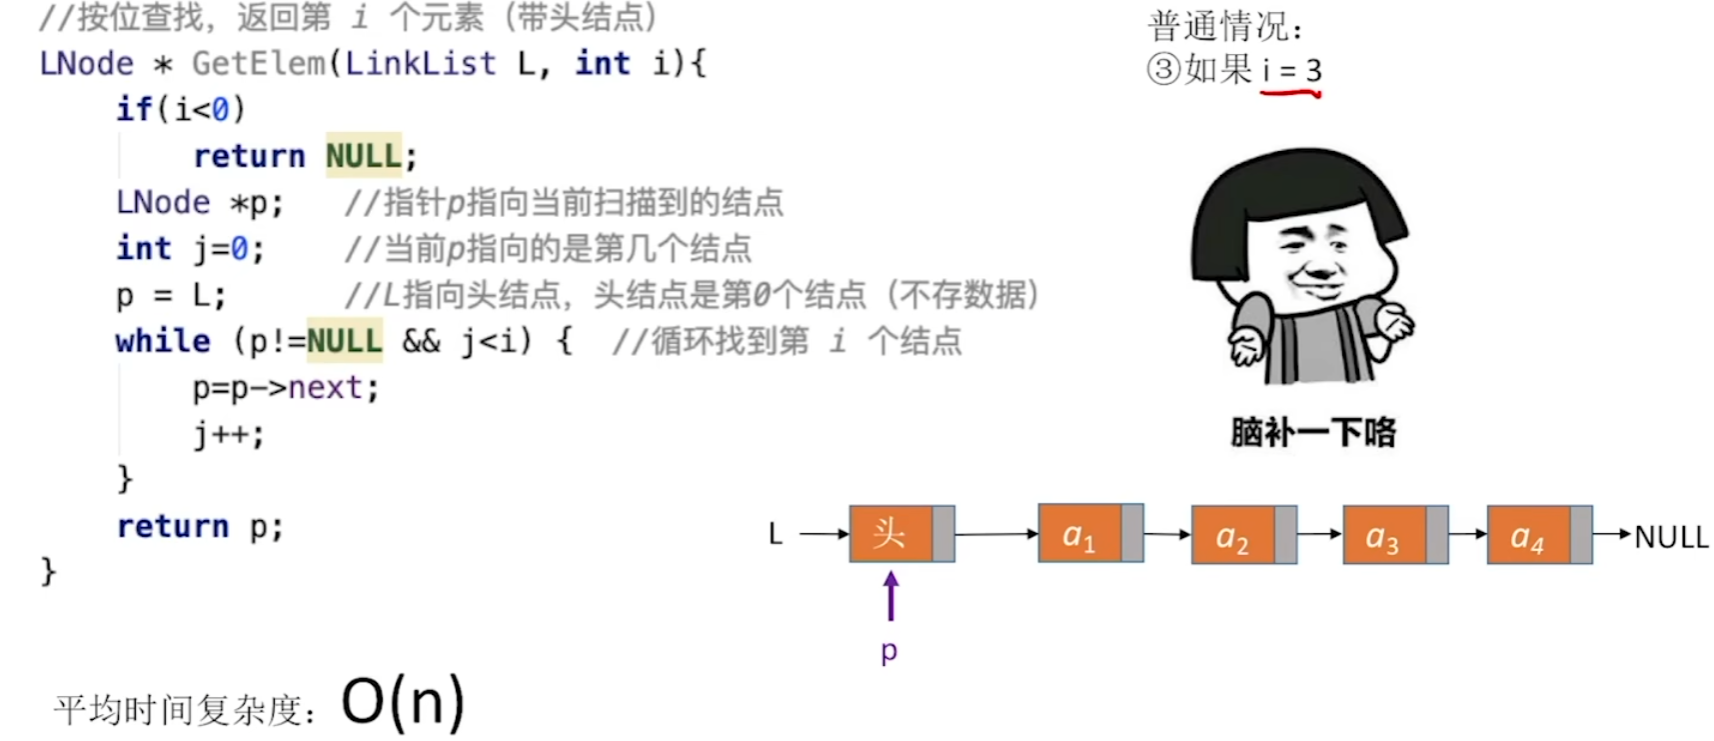 //按位查找，返回第 i 个元素（带头结点）
LNode * GetElem(LinkList L, int i){
if(i<0)
return NULL;
LNode *p; //指针p指向当前扫描到的结点
int j=0; //当前p指向的是第几个结点
p = L; //L指向头结点，头结点是第0个结点（不存数据）
while (p!=NULL && j<i) { //循环找到第 i 个结点
p=p->next;
j++;
}
return p;
}
平均时间复杂度：O(n)
普通情况：
③如果 i = 3
脑补一下咯
L 头 a1 a2 a3 a4 NULL
p